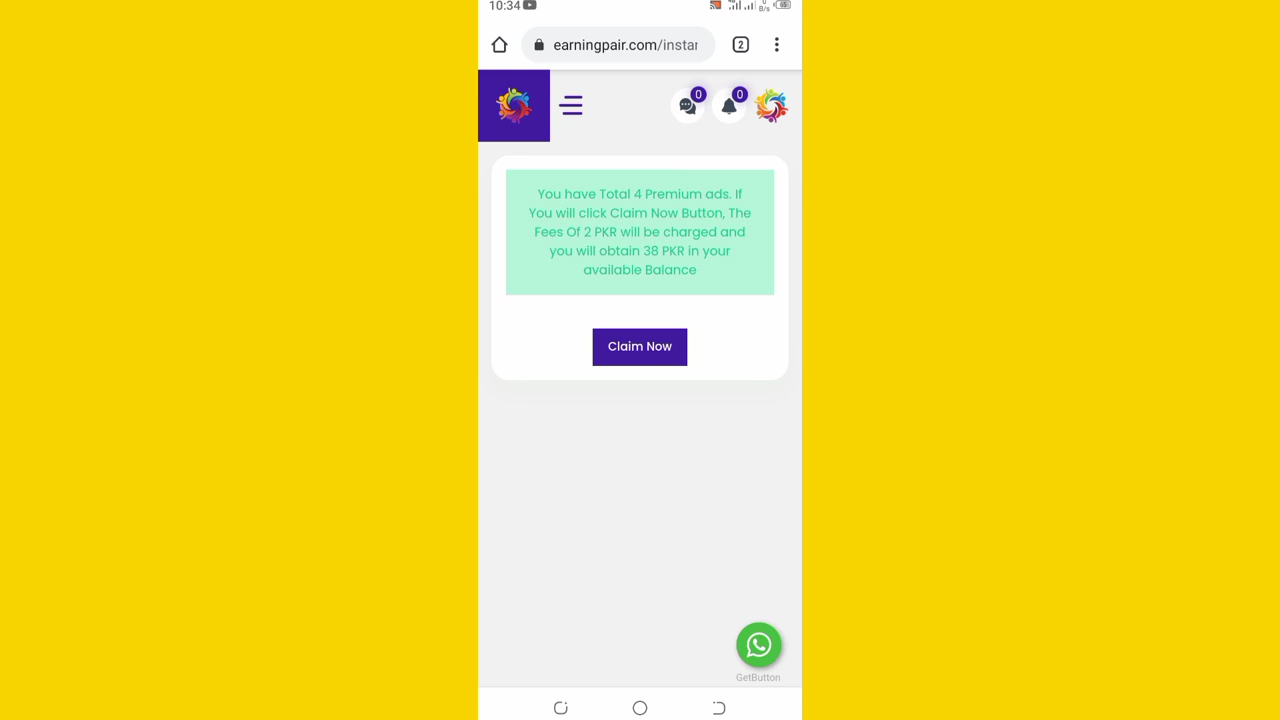 10:34
earningpair.com/instar
2
0
0
You have Total 4 Premium ads. If
You will click Claim Now Button, The
Fees Of 2 PKR will be charged and
you will obtain 38 PKR in your
available Balance
Claim Now
GetButton